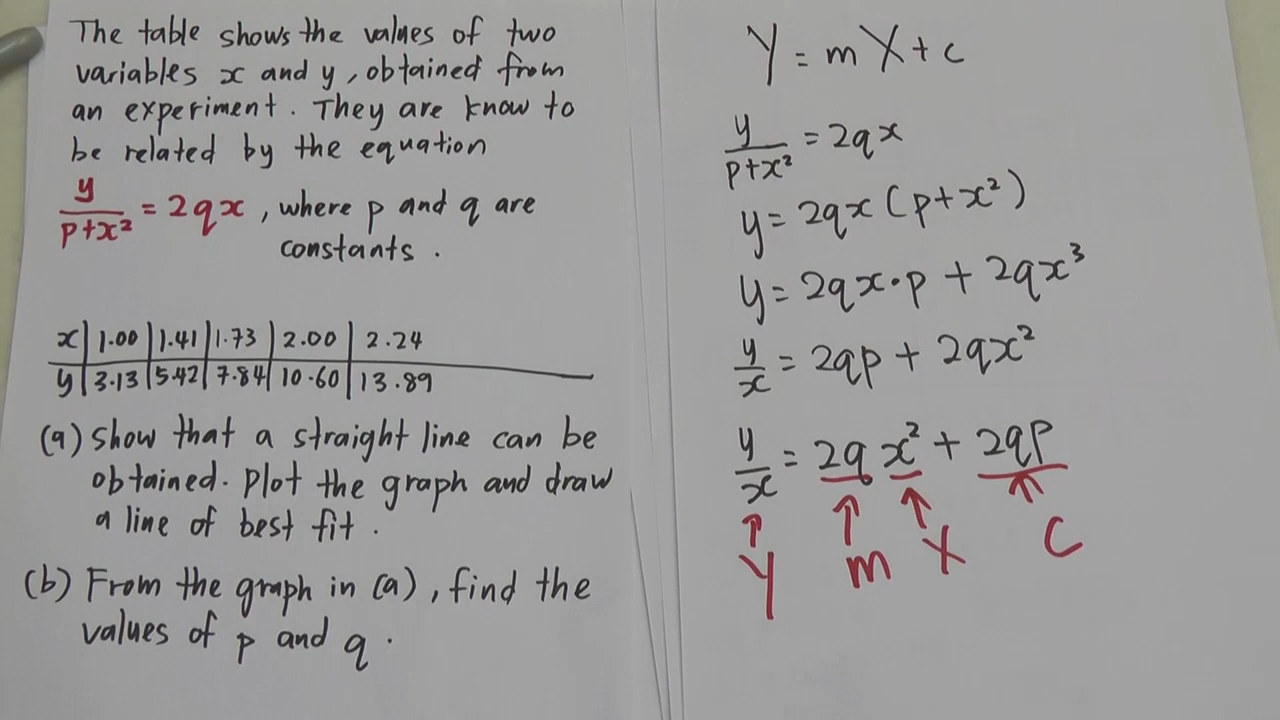 The table shows the values of two
variables x and y, obtained from
an experiment. They are know to
be related by the equation
y/(p+x²) = 2qx, where p and q are
constants.
x | 1.00 | 1.41 | 1.73 | 2.00 | 2.24
y | 3.13 | 5.42 | 7.84 | 10.60 | 13.89
(a) Show that a straight line can be
obtained. Plot the graph and draw
a line of best fit.
(b) From the graph in (a), find the
values of p and q.
Y = mX + c
y/(p+x²) = 2qx
y = 2qx(p+x²)
y = 2qx·p + 2qx³
y/x = 2qp + 2qx²
y/x = 2qx² + 2qp
↑ ↑ ↑ ↑
Y m X C